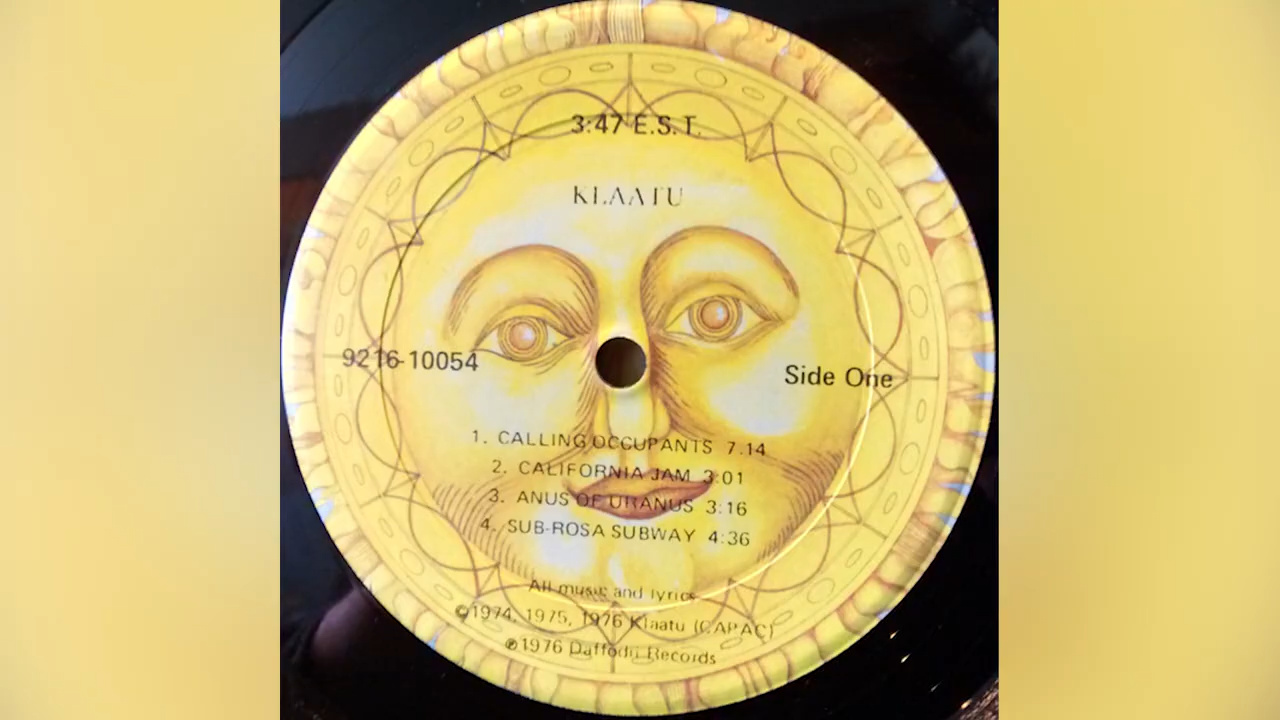 3:47 E.S.T.
KLAATU
9216-10054
Side One
1. CALLING OCCUPANTS 7.14
2. CALIFORNIA JAM 3:01
3. ANUS OF URANUS 3:16
4. SUB-ROSA SUBWAY 4:36
All music and lyrics
©1974, 1975, 1976 Klaatu (CAPAC)
℗1976 Daffodil Records